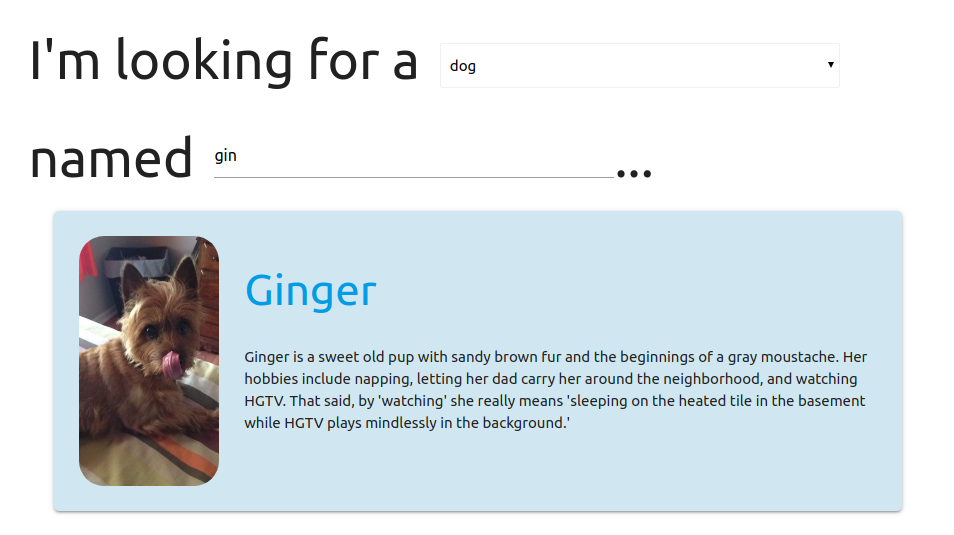 I'm looking for a dog
named gin ...
Ginger
Ginger is a sweet old pup with sandy brown fur and the beginnings of a gray moustache. Her
hobbies include napping, letting her dad carry her around the neighborhood, and watching
HGTV. That said, by 'watching' she really means 'sleeping on the heated tile in the basement
while HGTV plays mindlessly in the background.'